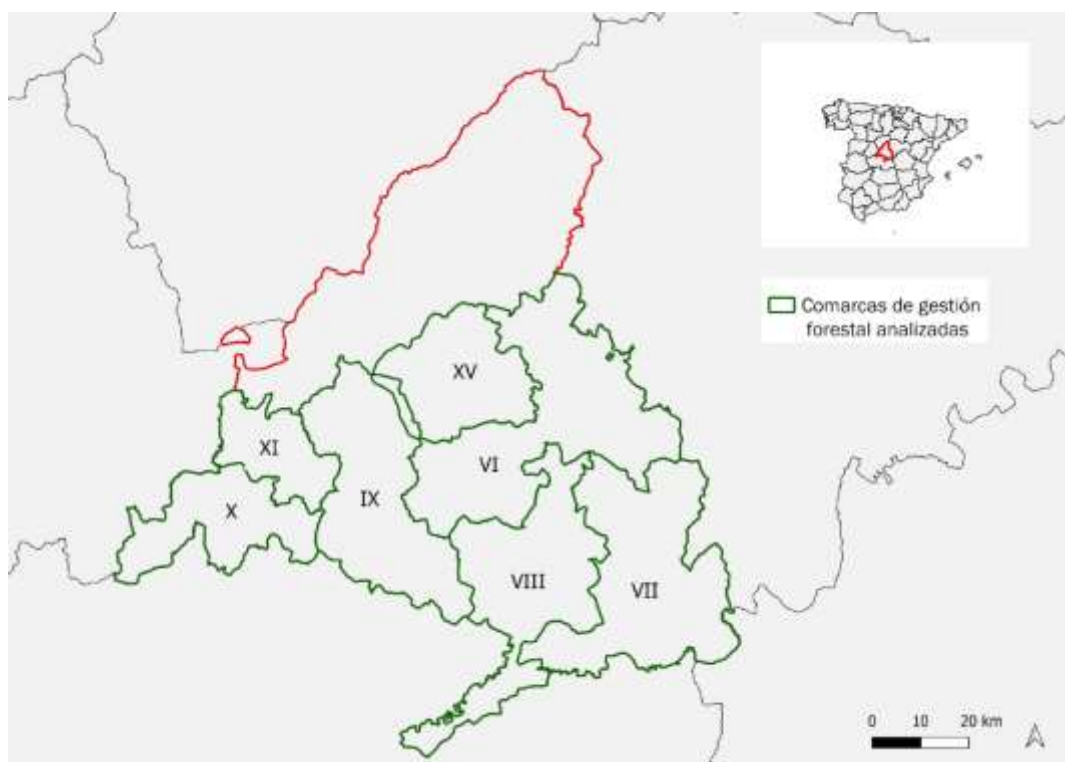 Comarcas de gestión
forestal analizadas
XV
XI
VI
IX
X
VIII
VII
0 10 20 km